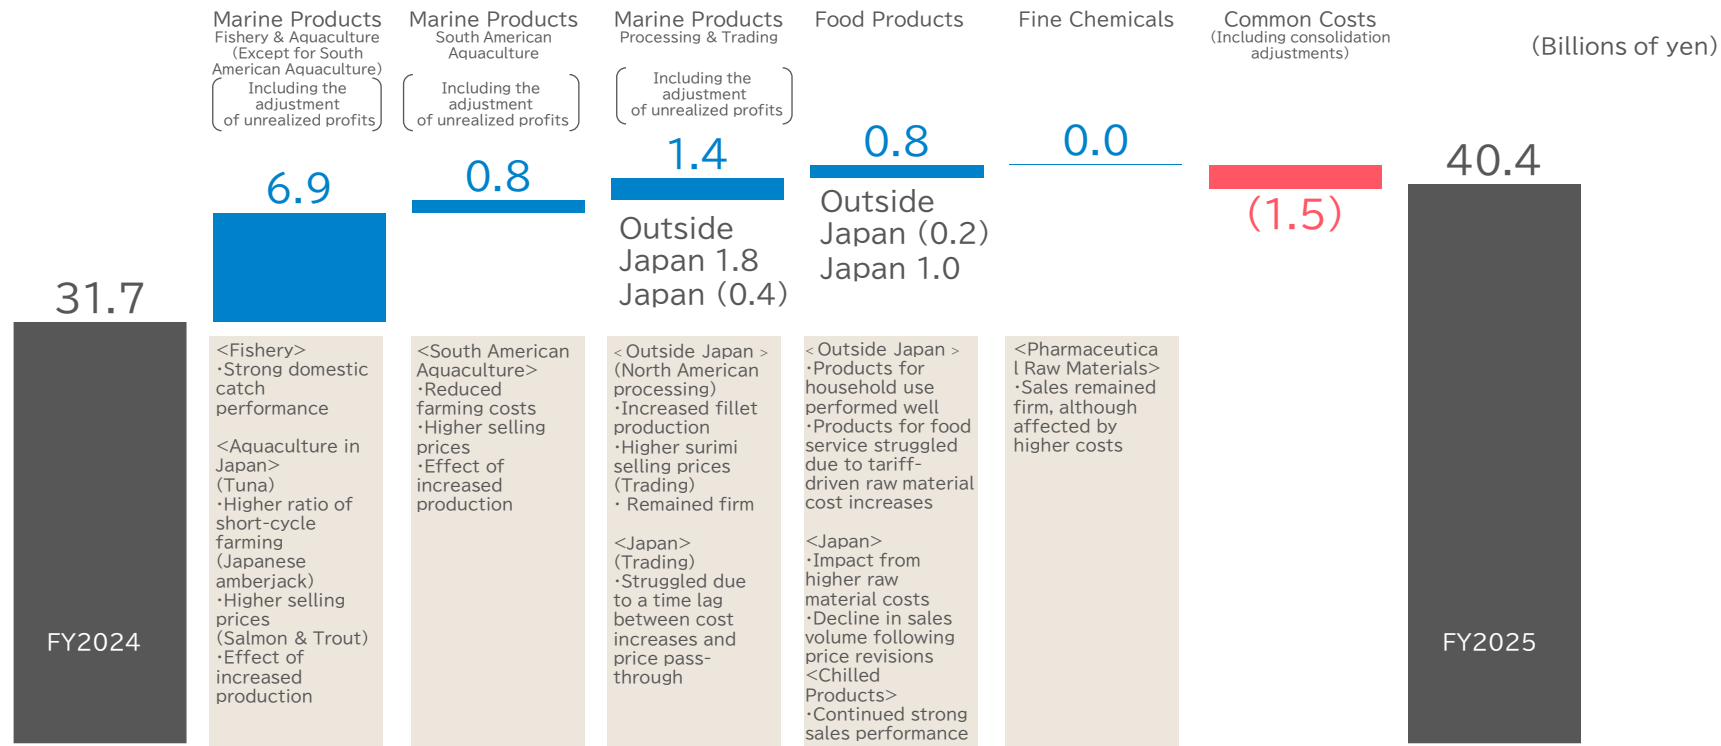 Marine Products
Fishery & Aquaculture
(Except for South
American Aquaculture)
Including the
adjustment
of unrealized profits
Marine Products
South American
Aquaculture
Including the
adjustment
of unrealized profits
Marine Products
Processing & Trading
Including the
adjustment
of unrealized profits
Food Products
Fine Chemicals
Common Costs
(Including consolidation
adjustments)
(Billions of yen)
31.7
6.9
0.8
1.4
Outside
Japan 1.8
Japan (0.4)
0.8
Outside
Japan (0.2)
Japan 1.0
0.0
(1.5)
40.4
FY2024
<Fishery>
・Strong domestic
catch
performance
<Aquaculture in
Japan>
(Tuna)
・Higher ratio of
short-cycle
farming
(Japanese
amberjack)
・Higher selling
prices
(Salmon & Trout)
・Effect of
increased
production
<South American
Aquaculture>
・Reduced
farming costs
・Higher selling
prices
・Effect of
increased
production
< Outside Japan >
(North American
processing)
・Increased fillet
production
・Higher surimi
selling prices
(Trading)
・ Remained firm
<Japan>
(Trading)
・Struggled due
to a time lag
between cost
increases and
price pass-
through
< Outside Japan >
・Products for
household use
performed well
・Products for food
service struggled
due to tariff-
driven raw material
cost increases
<Japan>
・Impact from
higher raw
material costs
・Decline in sales
volume following
price revisions
<Chilled
Products>
・Continued strong
sales performance
<Pharmaceutica
l Raw Materials>
・Sales remained
firm, although
affected by
higher costs
FY2025